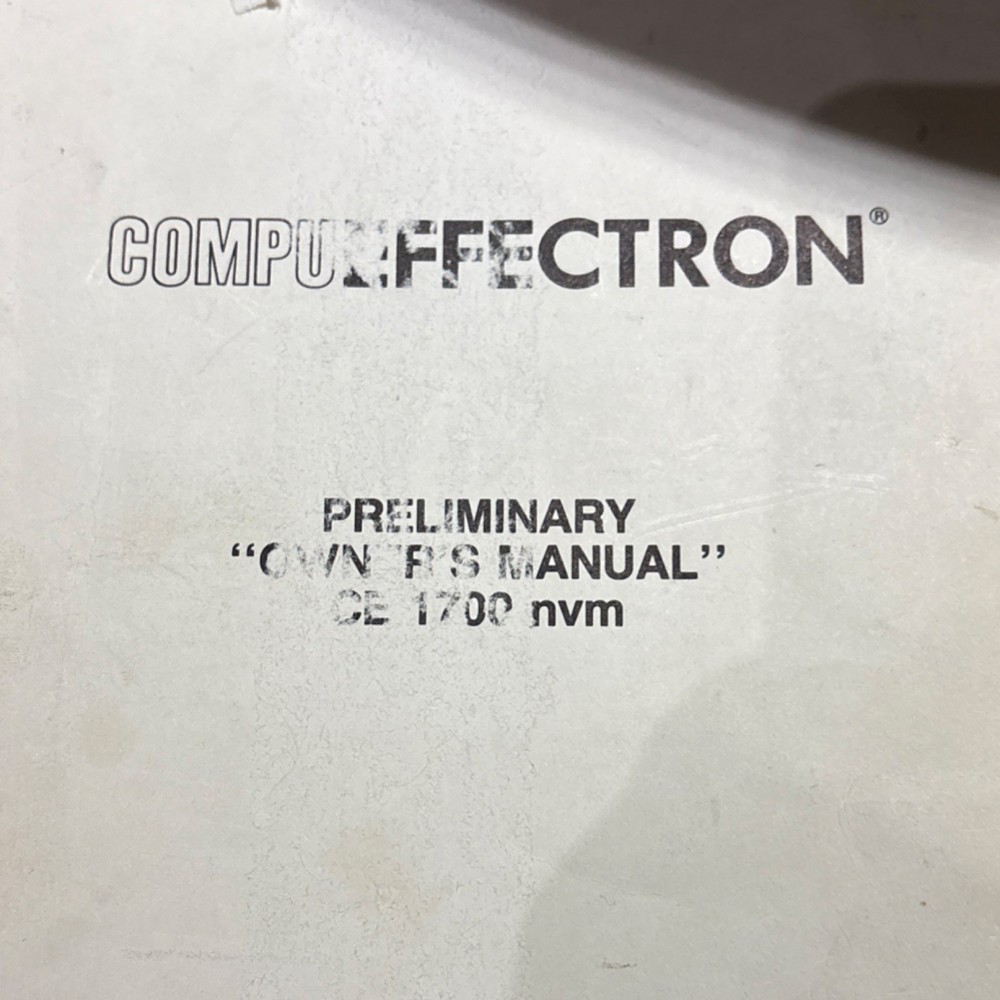 COMPUEFFECTRON®
PRELIMINARY
“OWNER'S MANUAL”
CE 1700 nvm